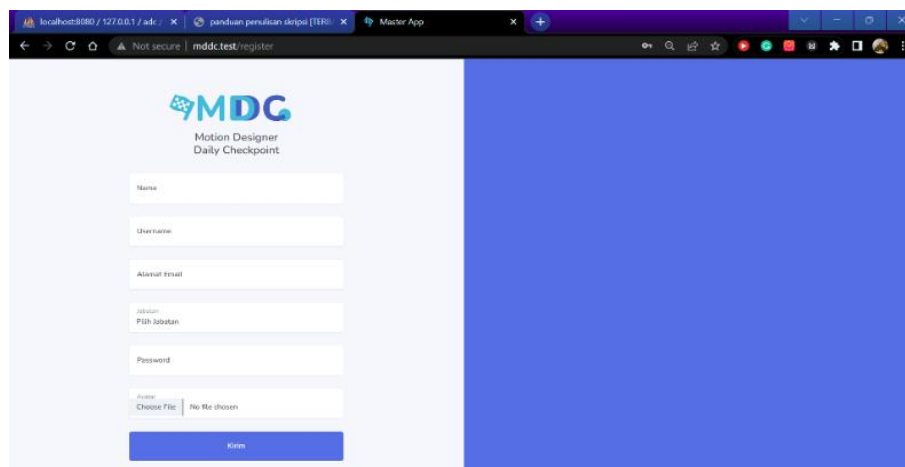 localhost:8080 / 127.0.0.1 / adc /
panduan penulisan skripsi [TERB
Master App
Not secure
mddc.test/register
MDC
Motion Designer
Daily Checkpoint
Name
Username
Alamat Email
Jabatan
Pilih Jabatan
Password
Avatar
Choose File No file chosen
Kirim